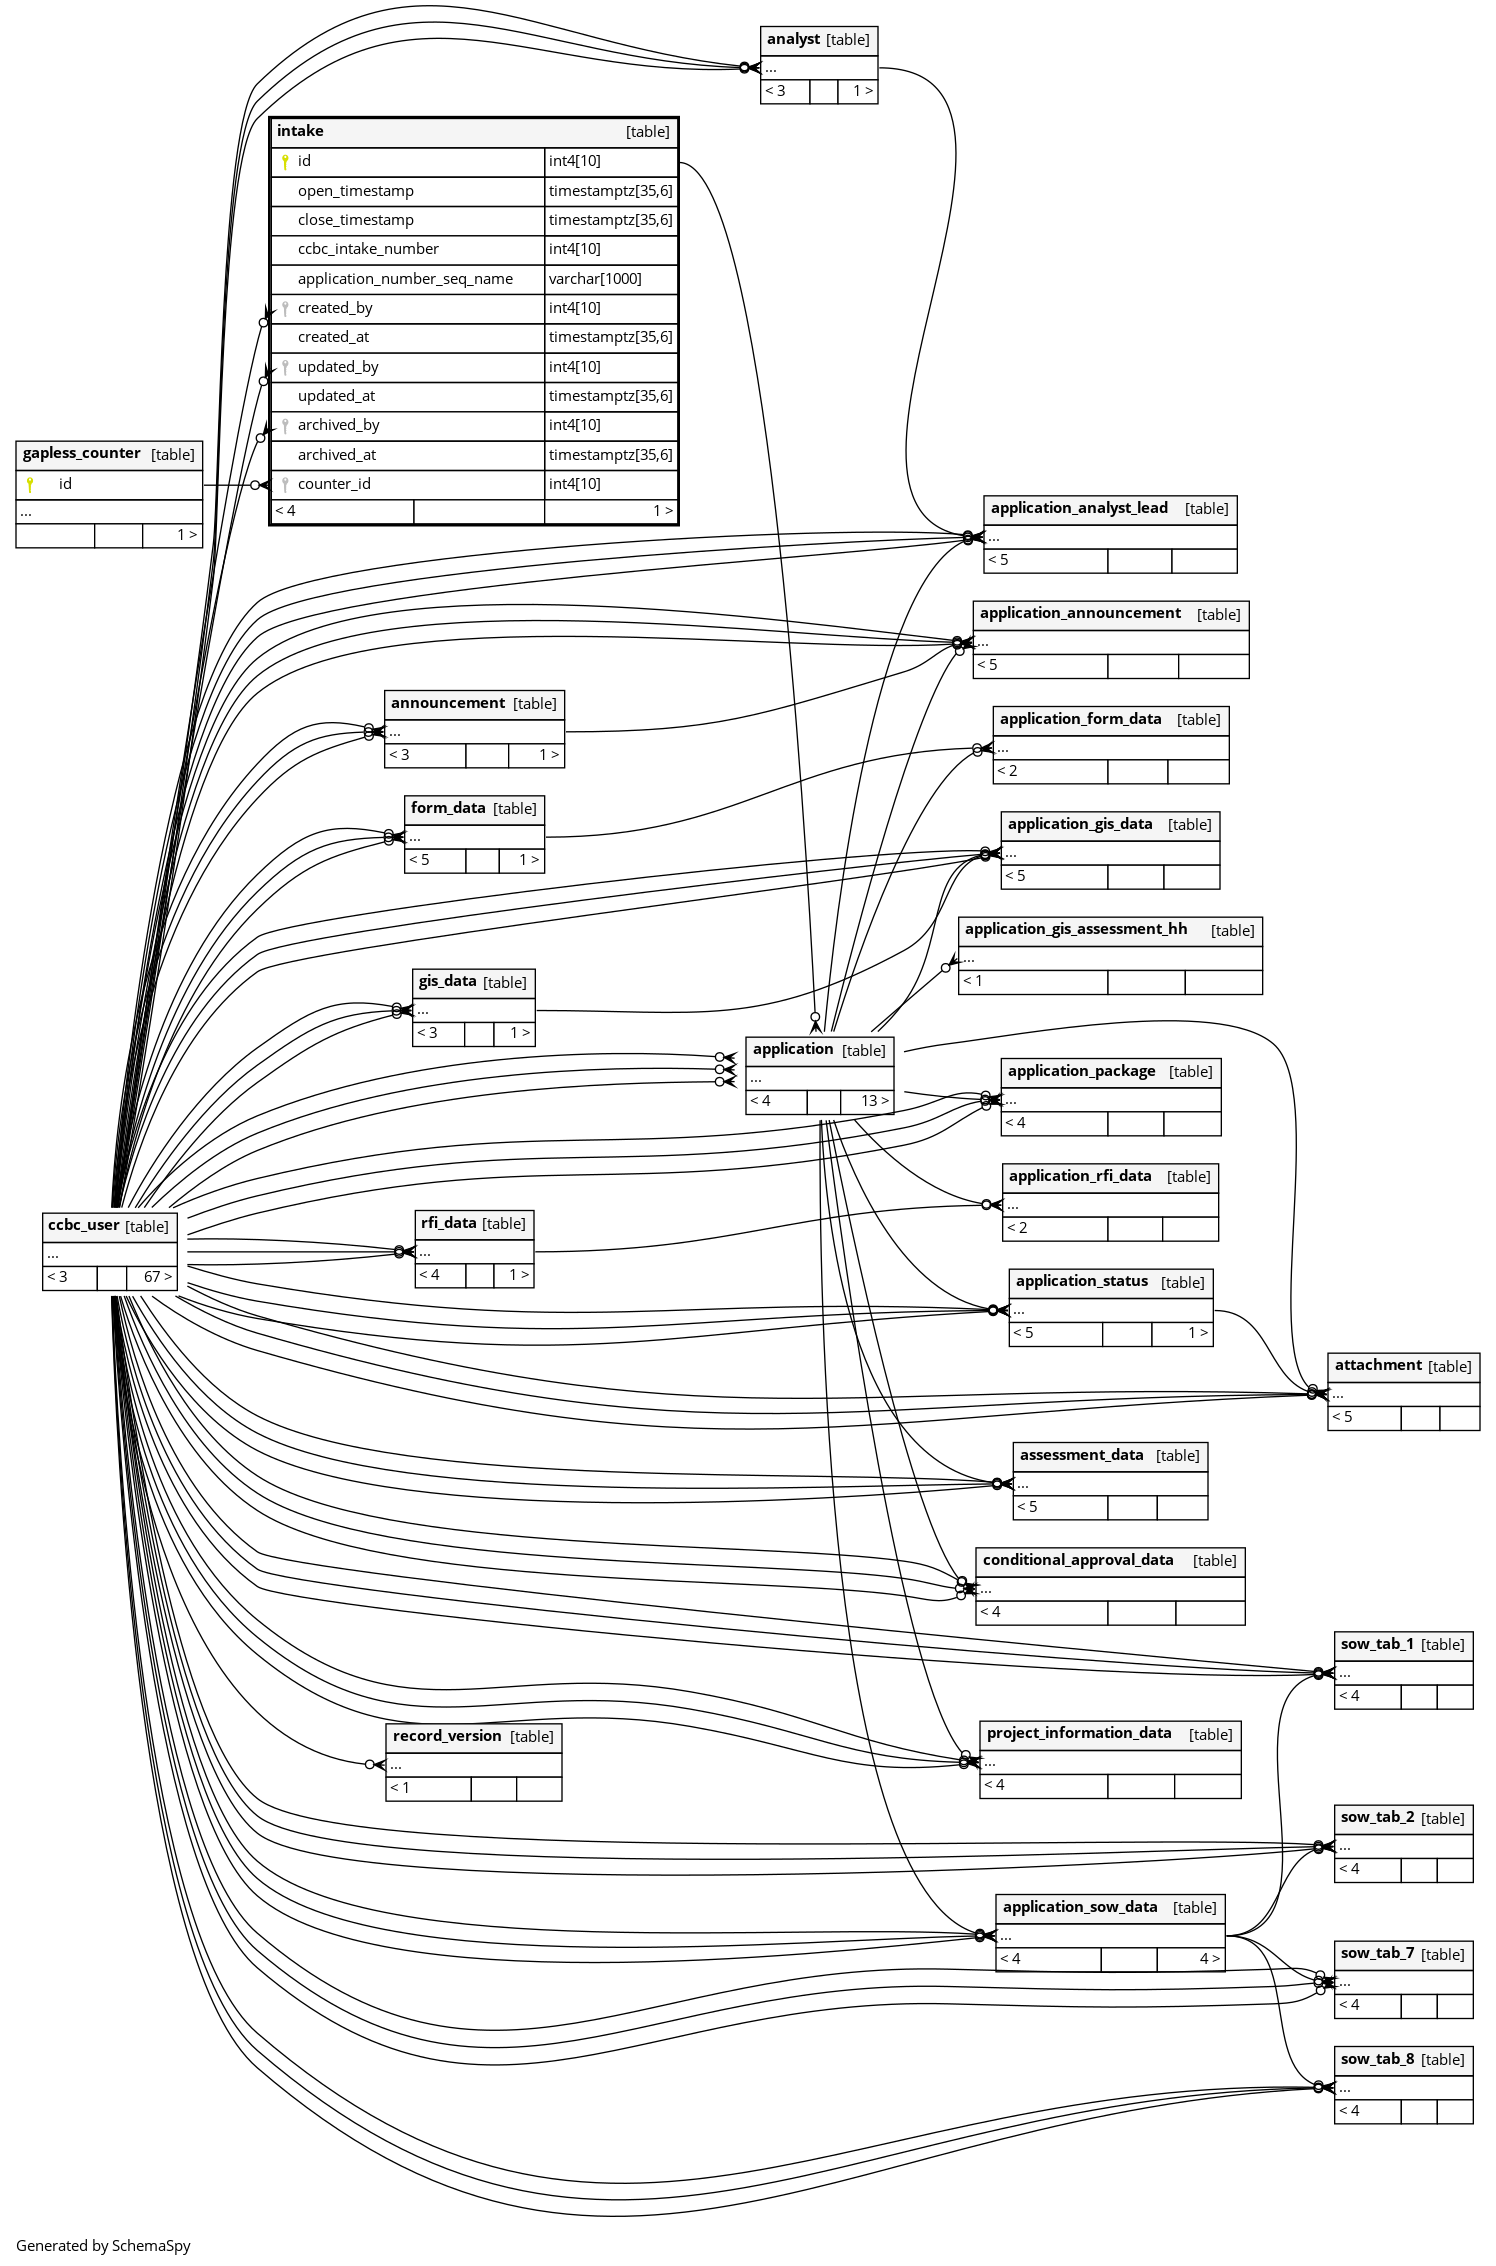 analyst [table]
...
< 3 1 >
intake [table]
id int4[10]
open_timestamp timestamptz[35,6]
close_timestamp timestamptz[35,6]
ccbc_intake_number int4[10]
application_number_seq_name varchar[1000]
created_by int4[10]
created_at timestamptz[35,6]
updated_by int4[10]
updated_at timestamptz[35,6]
archived_by int4[10]
archived_at timestamptz[35,6]
counter_id int4[10]
< 4 1 >
gapless_counter [table]
id
...
1 >
application_analyst_lead [table]
...
< 5
application_announcement [table]
...
< 5
announcement [table]
...
< 3 1 >
application_form_data [table]
...
< 2
form_data [table]
...
< 5 1 >
application_gis_data [table]
...
< 5
application_gis_assessment_hh [table]
...
< 1
gis_data [table]
...
< 3 1 >
application [table]
...
< 4 13 >
application_package [table]
...
< 4
application_rfi_data [table]
...
< 2
ccbc_user [table]
...
< 3 67 >
rfi_data [table]
...
< 4 1 >
application_status [table]
...
< 5 1 >
attachment [table]
...
< 5
assessment_data [table]
...
< 5
conditional_approval_data [table]
...
< 4
sow_tab_1 [table]
...
< 4
record_version [table]
...
< 1
project_information_data [table]
...
< 4
sow_tab_2 [table]
...
< 4
application_sow_data [table]
...
< 4 4 >
sow_tab_7 [table]
...
< 4
sow_tab_8 [table]
...
< 4
Generated by SchemaSpy